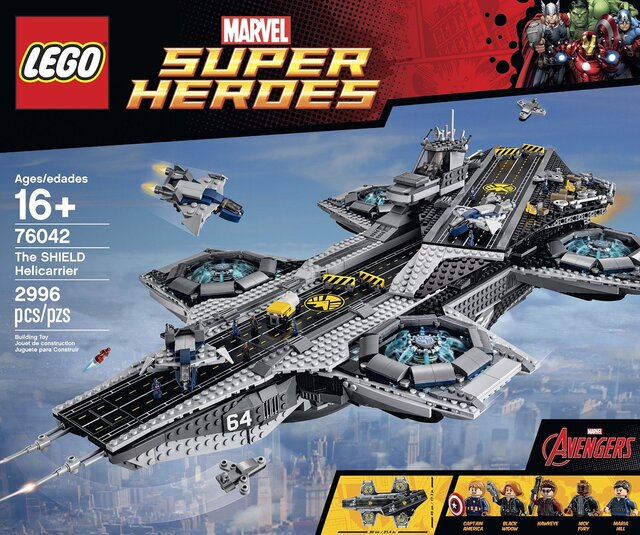 LEGO
MARVEL
SUPER
HEROES
Ages/edades
16+
76042
The SHIELD
Helicarrier
2996
pcs/pzs
Building Toy
Jouet de construction
Juguete para Construir
64
MARVEL
AVENGERS
CAPTAIN
AMERICA
BLACK
WIDOW
HAWKEYE
NICK
FURY
MARIA
HILL